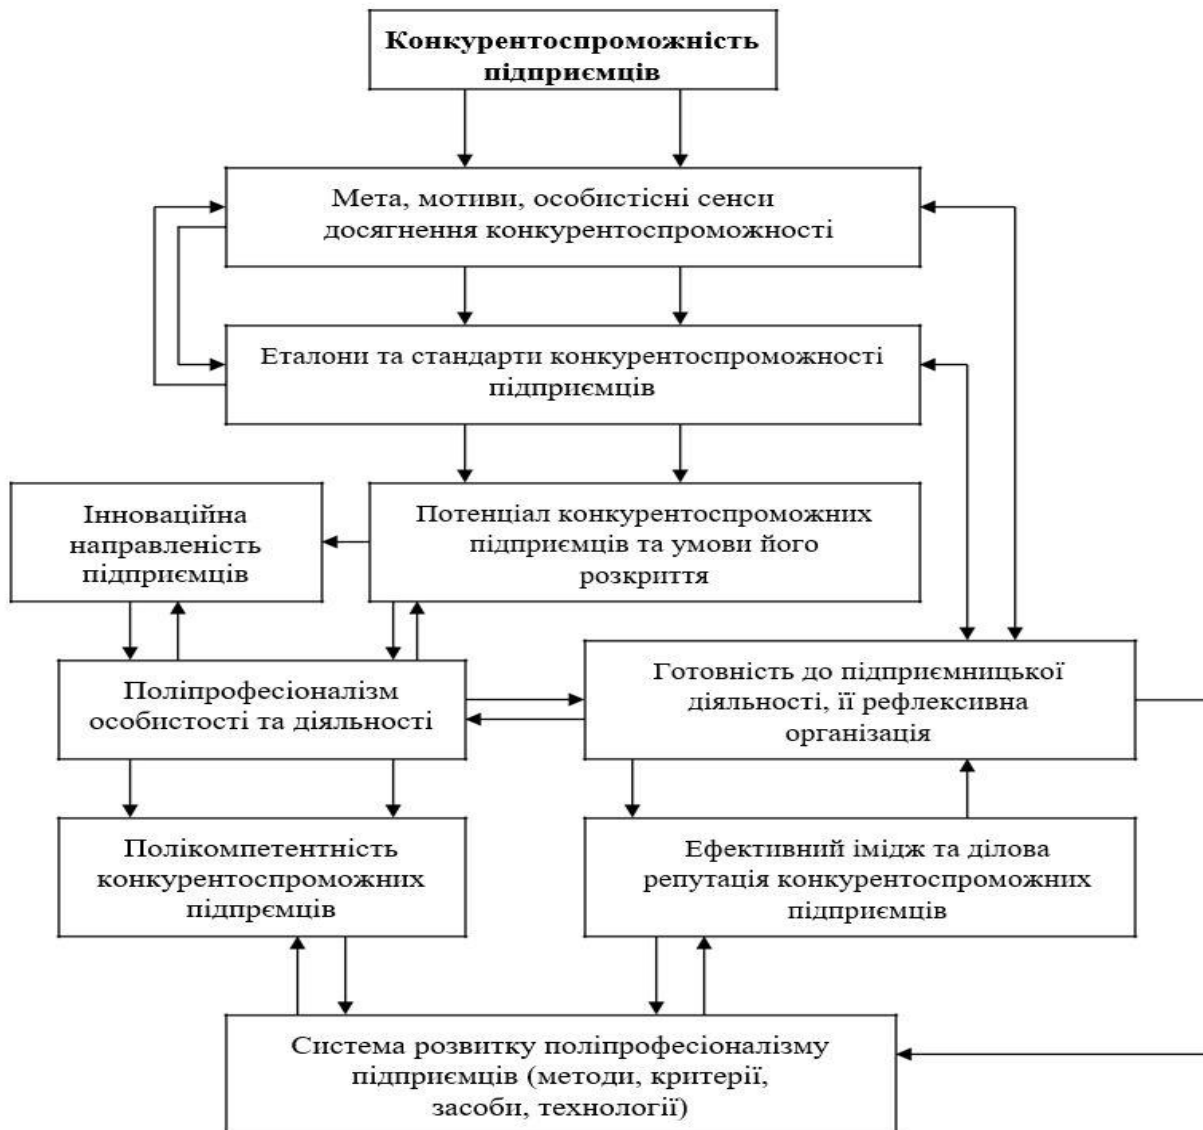 Конкурентоспроможність
підприємців
Мета, мотиви, особистісні сенси
досягнення конкурентоспроможності
Еталони та стандарти конкурентоспроможності
підприємців
Інноваційна
направленість
підприємців
Потенціал конкурентоспроможних
підприємців та умови його
розкриття
Поліпрофесіоналізм
особистості та діяльності
Готовність до підприємницької
діяльності, її рефлексивна
організація
Полікомпетентність
конкурентоспроможних
підпрємців
Ефективний імідж та ділова
репутація конкурентоспроможних
підприємців
Система розвитку поліпрофесіоналізму
підприємців (методи, критерії,
засоби, технології)